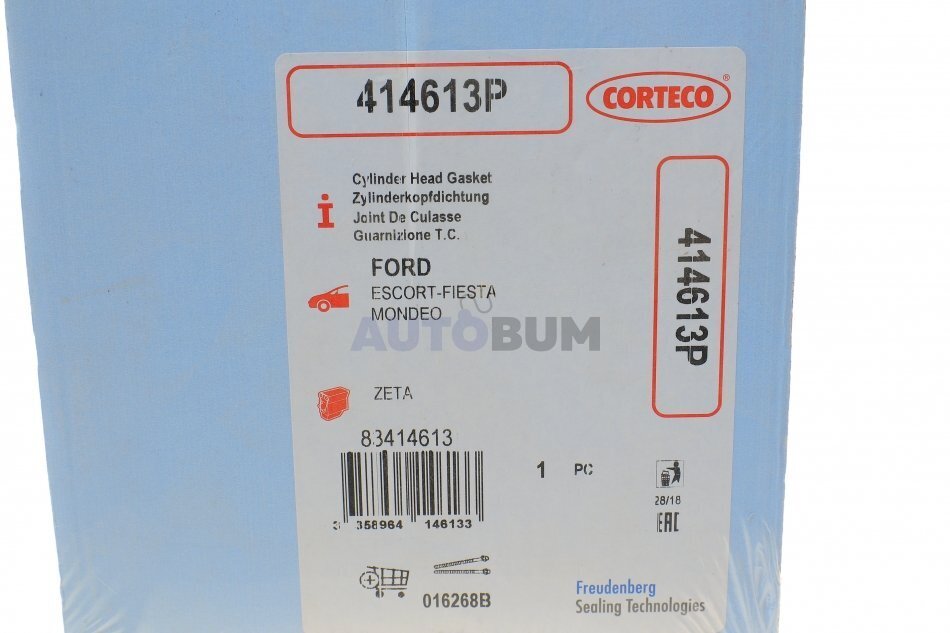 414613P
CORTECO®
Cylinder Head Gasket
Zylinderkopfdichtung
Joint De Culasse
Guarnizione T.C.
FORD
ESCORT-FIESTA
MONDEO
AUTOBUM
414613P
ZETA
83414613
1 PC
3 358964 146133
28/18
EAC
016268B
Freudenberg
Sealing Technologies